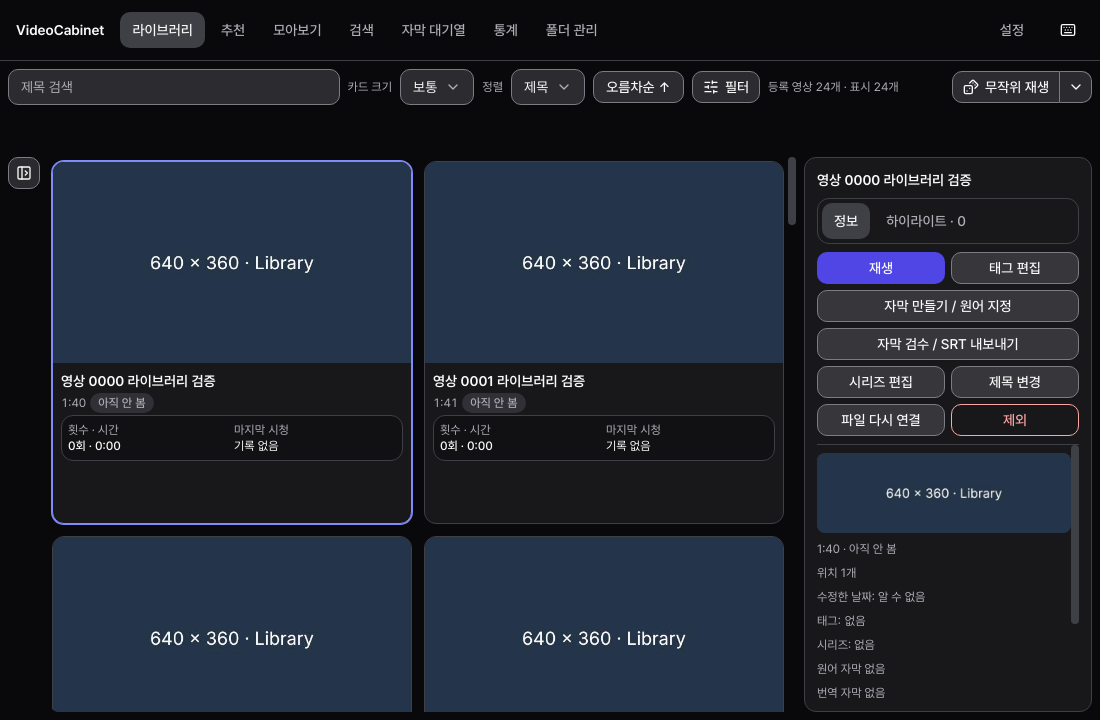 VideoCabinet 라이브러리 추천 모아보기 검색 자막 대기열 통계 폴더 관리 설정
제목 검색 카드 크기 보통 정렬 제목 오름차순 ↑ 필터 등록 영상 24개 · 표시 24개 무작위 재생
640 × 360 · Library
영상 0000 라이브러리 검증
1:40 아직 안 봄
횟수 · 시간 마지막 시청
0회 · 0:00 기록 없음
640 × 360 · Library
영상 0001 라이브러리 검증
1:41 아직 안 봄
횟수 · 시간 마지막 시청
0회 · 0:00 기록 없음
640 × 360 · Library
640 × 360 · Library
영상 0000 라이브러리 검증
정보 하이라이트 · 0
재생 태그 편집
자막 만들기 / 원어 지정
자막 검수 / SRT 내보내기
시리즈 편집 제목 변경
파일 다시 연결 제외
640 × 360 · Library
1:40 · 아직 안 봄
위치 1개
수정한 날짜: 알 수 없음
태그: 없음
시리즈: 없음
원어 자막 없음
번역 자막 없음